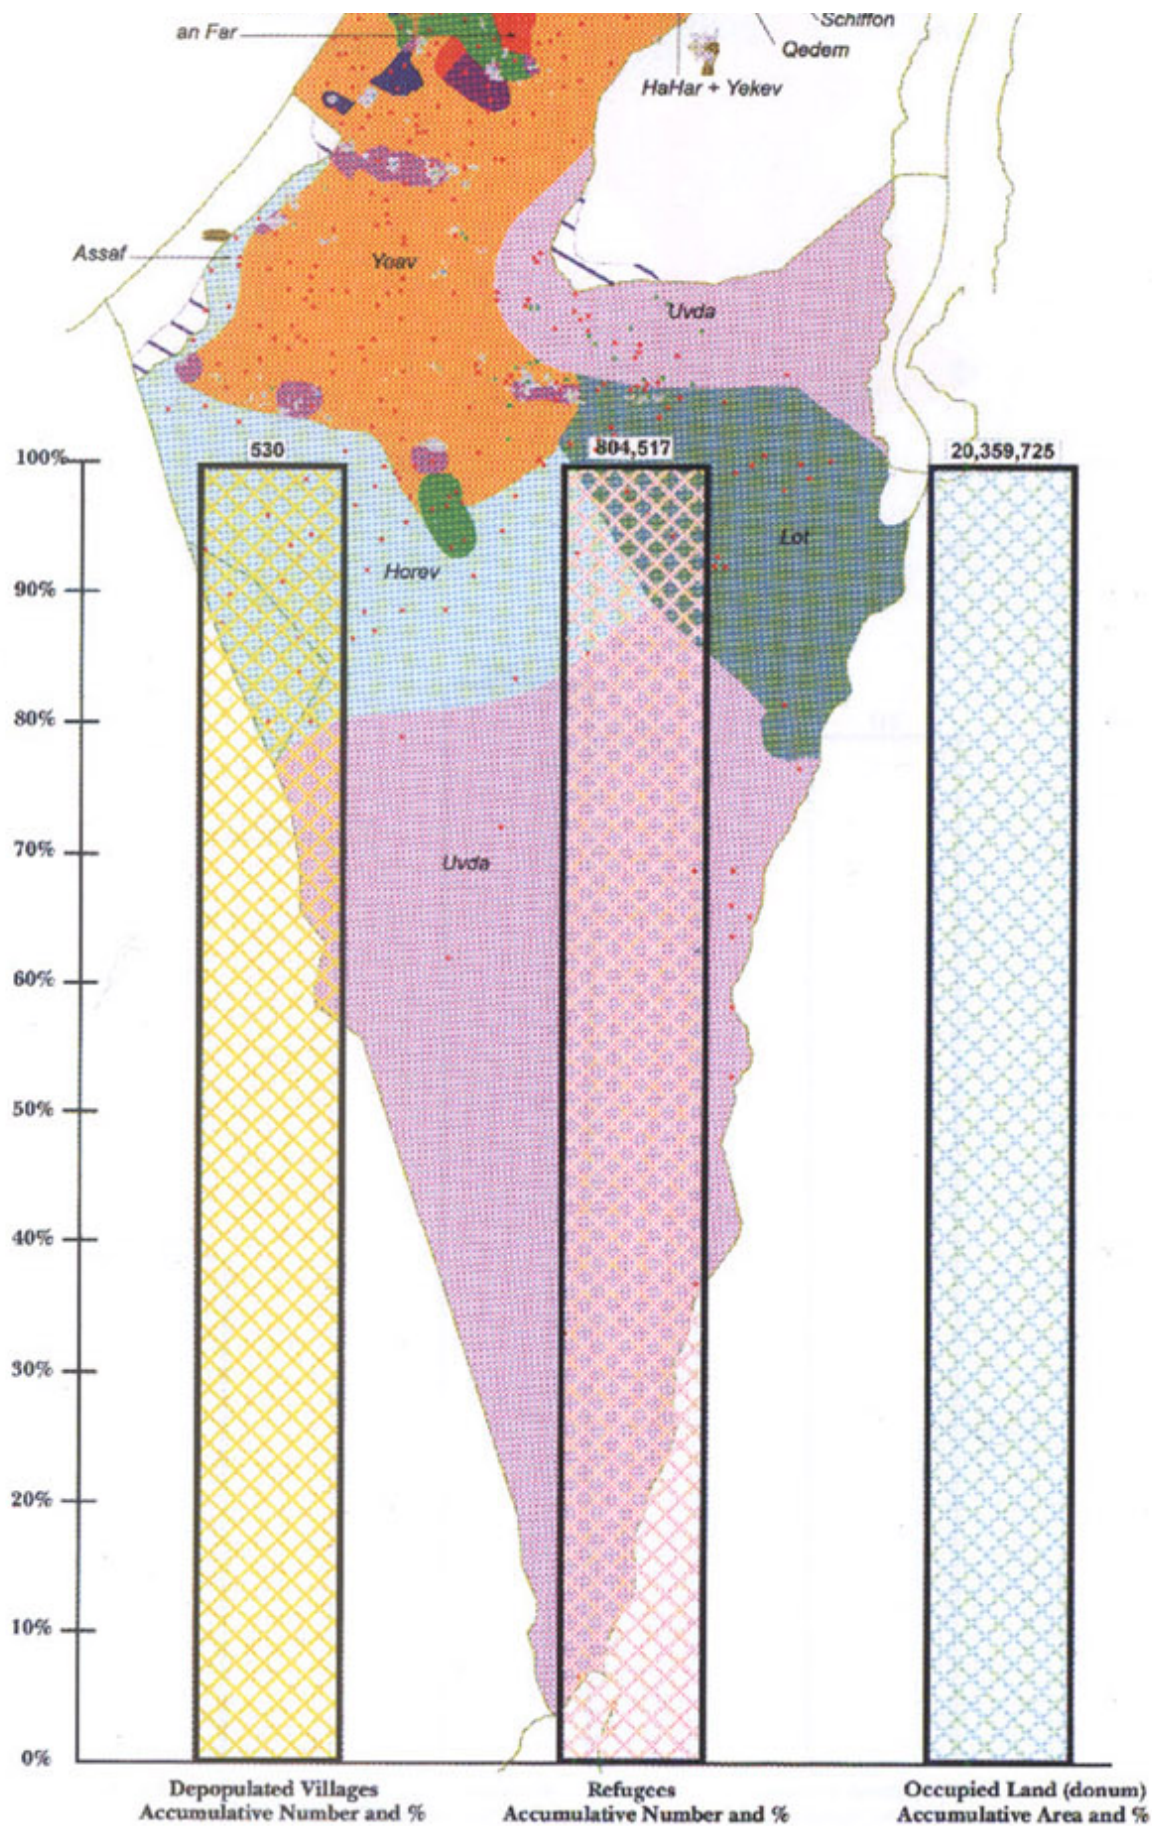 Schiffon
an Far
Qedem
HaHar + Yekev
Assaf
Yoav
Uvda
530
804,517
20,359,725
100%
Lot
Horev
90%
80%
70%
Uvda
60%
50%
40%
30%
20%
10%
0%
Depopulated Villages
Accumulative Number and %
Refugees
Accumulative Number and %
Occupied Land (donum)
Accumulative Area and %